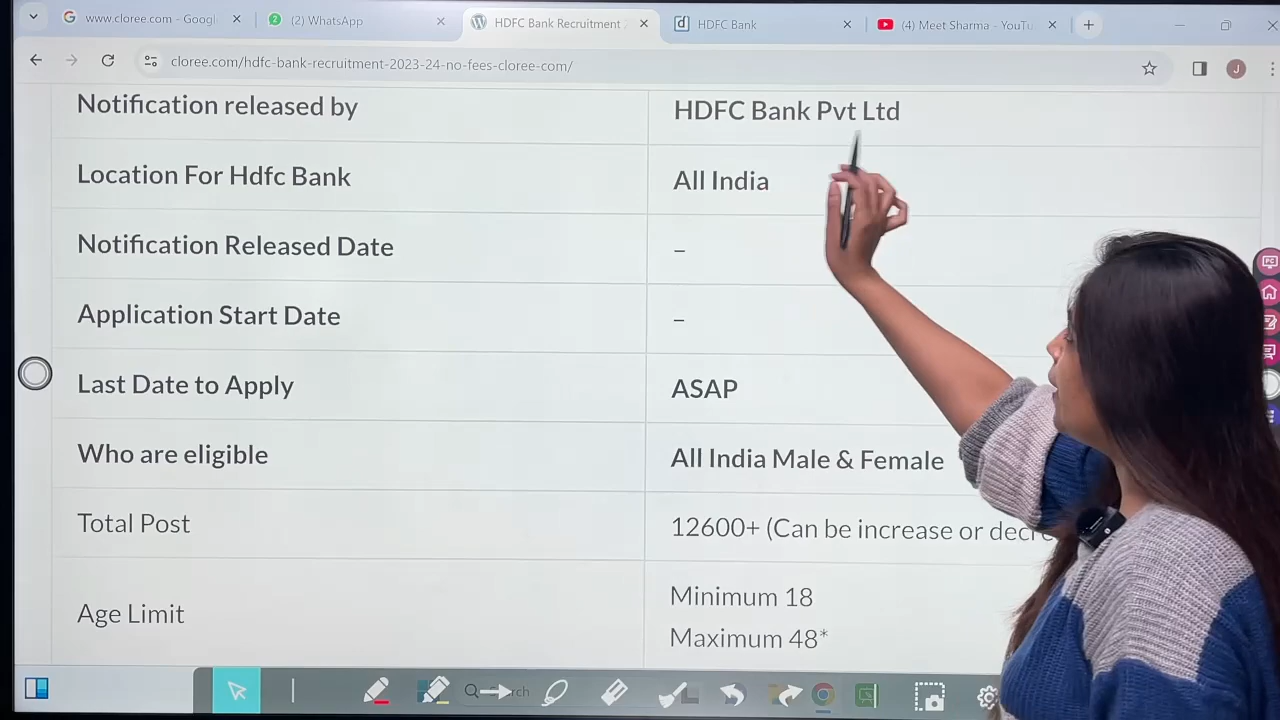 www.cloree.com - Googl
(2) WhatsApp
HDFC Bank Recruitment
HDFC Bank
(4) Meet Sharma - YouTu
cloree.com/hdfc-bank-recruitment-2023-24-no-fees-cloree-com/
J
Notification released by
HDFC Bank Pvt Ltd
Location For Hdfc Bank
All India
Notification Released Date
–
Application Start Date
–
Last Date to Apply
ASAP
Who are eligible
All India Male & Female
Total Post
12600+ (Can be increase or
Age Limit
Minimum 18
Maximum 48*
PC